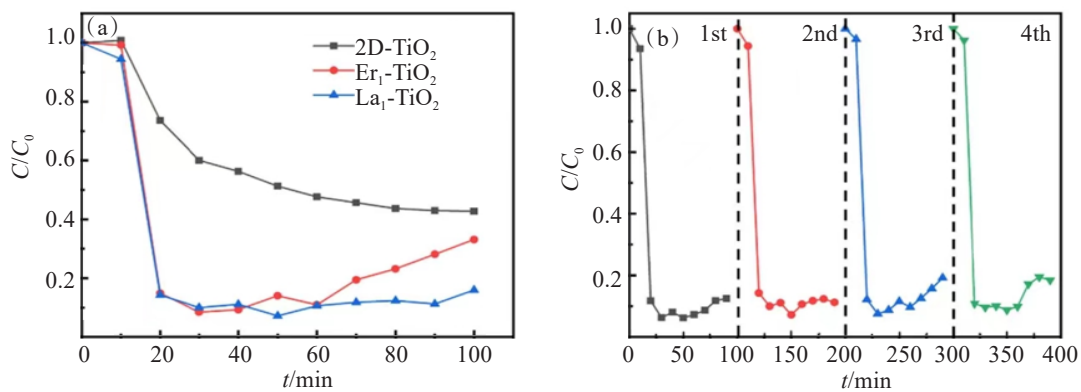 (a)
2D-TiO₂
Er₁-TiO₂
La₁-TiO₂
C/C₀
1.0
0.8
0.6
0.4
0.2
0 20 40 60 80 100
t/min
(b)
1st 2nd 3rd 4th
C/C₀
1.0
0.8
0.6
0.4
0.2
0 50 100 150 200 250 300 350 400
t/min